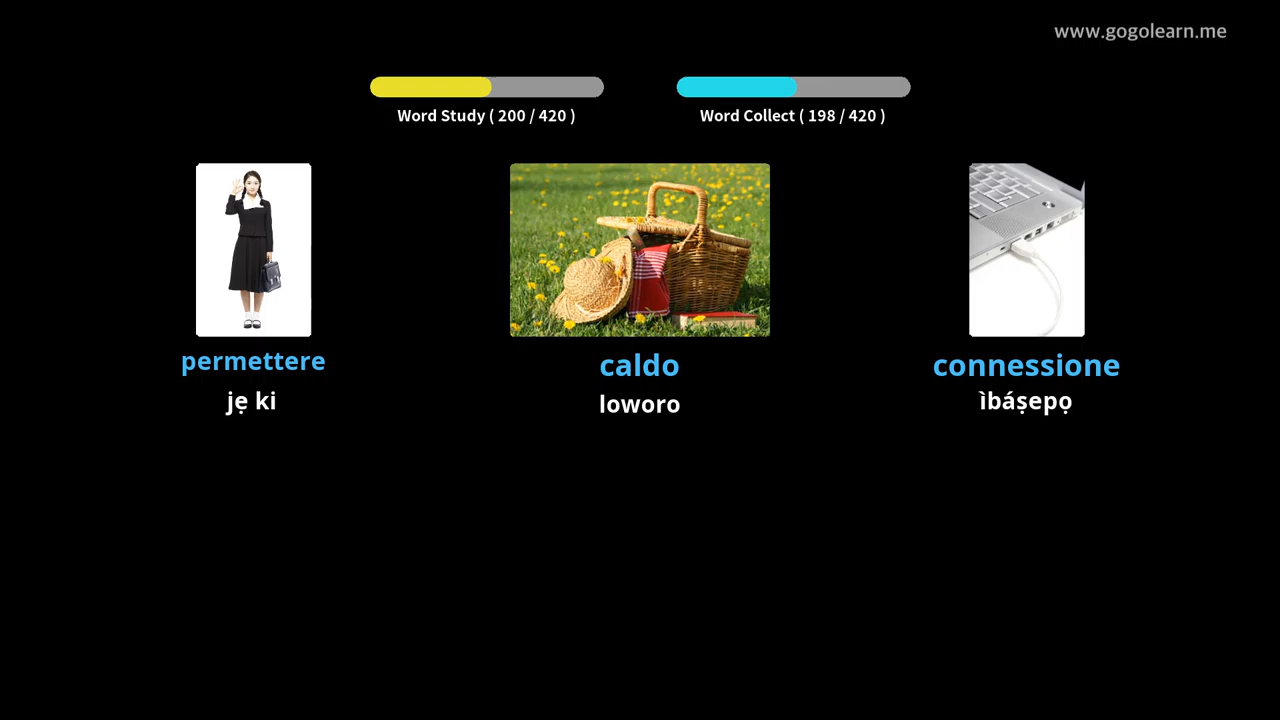 www.gogolearn.me
Word Study ( 200 / 420 )
Word Collect ( 198 / 420 )
permettere
jẹ ki
caldo
loworo
connessione
ìbáṣepọ